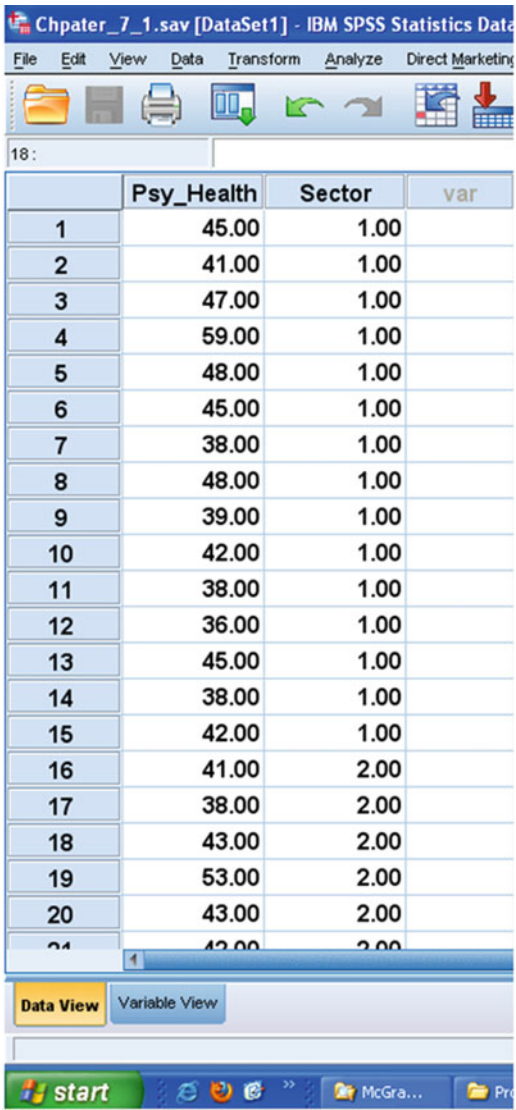 Chpater_7_1.sav [DataSet1] - IBM SPSS Statistics Data
File Edit View Data Transform Analyze Direct Marketing
18 :
Psy_Health Sector var
1 45.00 1.00
2 41.00 1.00
3 47.00 1.00
4 59.00 1.00
5 48.00 1.00
6 45.00 1.00
7 38.00 1.00
8 48.00 1.00
9 39.00 1.00
10 42.00 1.00
11 38.00 1.00
12 36.00 1.00
13 45.00 1.00
14 38.00 1.00
15 42.00 1.00
16 41.00 2.00
17 38.00 2.00
18 43.00 2.00
19 53.00 2.00
20 43.00 2.00
21 42.00 2.00
Data View Variable View
start McGra... Pr